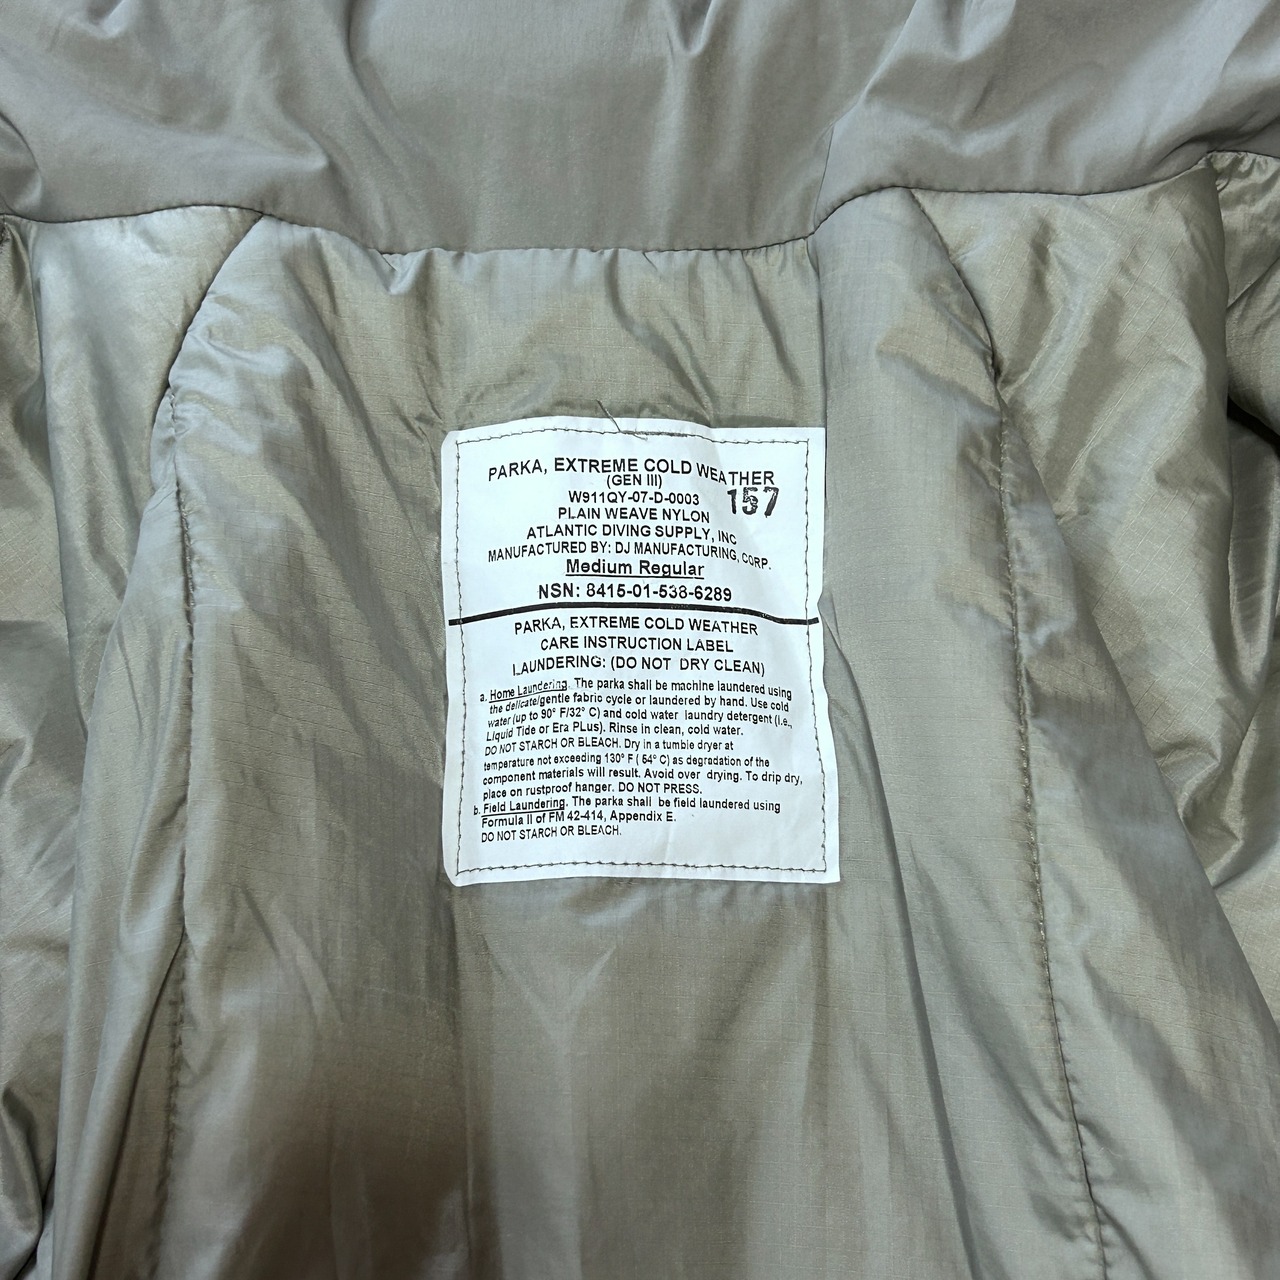 PARKA, EXTREME COLD WEATHER
(GEN III)
W911QY-07-D-0003
157
PLAIN WEAVE NYLON
ATLANTIC DIVING SUPPLY, INC
MANUFACTURED BY: DJ MANUFACTURING, CORP.
Medium Regular
NSN: 8415-01-538-6289
PARKA, EXTREME COLD WEATHER
CARE INSTRUCTION LABEL
LAUNDERING: (DO NOT DRY CLEAN)
a. Home Laundering. The parka shall be machine laundered using
the delicate/gentle fabric cycle or laundered by hand. Use cold
water (up to 90° F/32° C) and cold water laundry detergent (i.e.,
Liquid Tide or Era PLus). Rinse in clean, cold water.
DO NOT STARCH OR BLEACH. Dry in a tumble dryer at
temperature not exceeding 130° F ( 54° C) as degradation of the
component materials will result. Avoid over drying. To drip dry,
place on rustproof hanger. DO NOT PRESS.
b. Field Laundering. The parka shall be field laundered using
Formula II of FM 42-414, Appendix E.
DO NOT STARCH OR BLEACH.